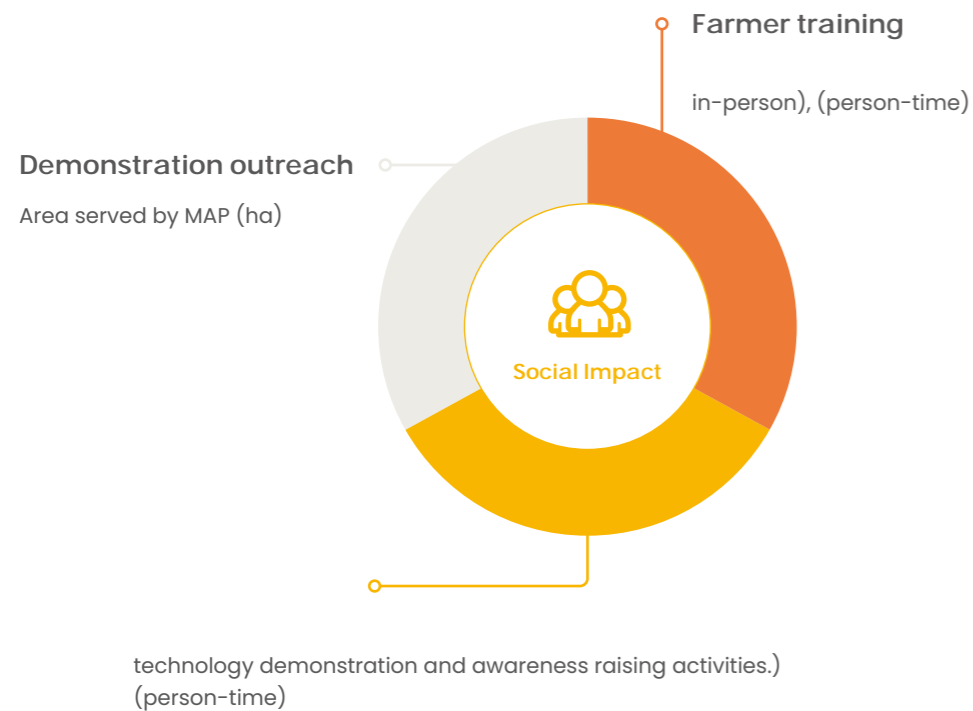 Farmer training
in-person), (person-time)
Demonstration outreach
Area served by MAP (ha)
Social Impact
technology demonstration and awareness raising activities.)
(person-time)